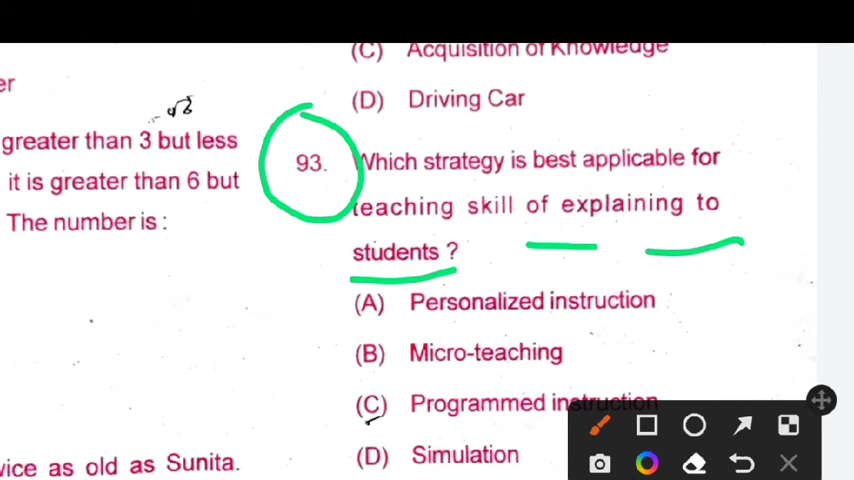 er
greater than 3 but less
it is greater than 6 but
The number is :
wice as old as Sunita.
(C) Acquisition of Knowledge
(D) Driving Car
93. Which strategy is best applicable for
teaching skill of explaining to
students ?
(A) Personalized instruction
(B) Micro-teaching
(C) Programmed instruction
(D) Simulation